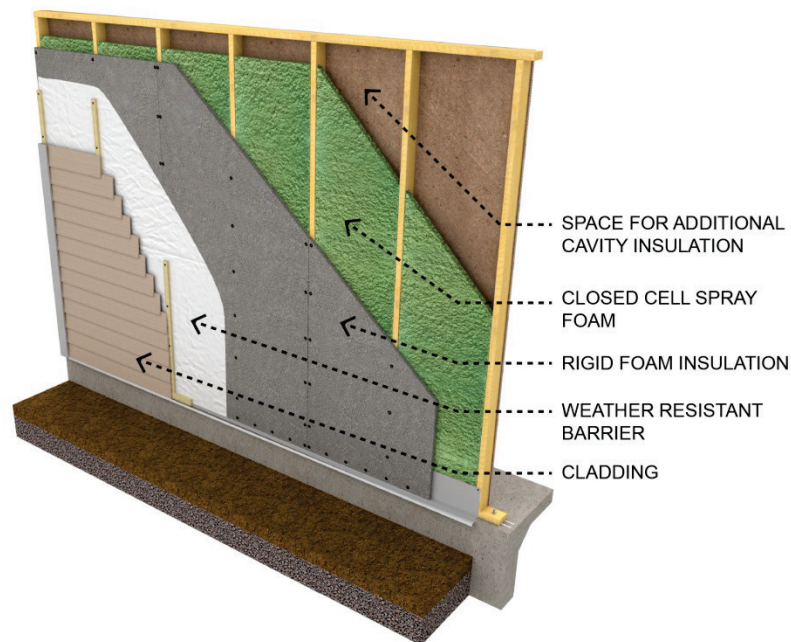 SPACE FOR ADDITIONAL
CAVITY INSULATION
CLOSED CELL SPRAY
FOAM
RIGID FOAM INSULATION
WEATHER RESISTANT
BARRIER
CLADDING